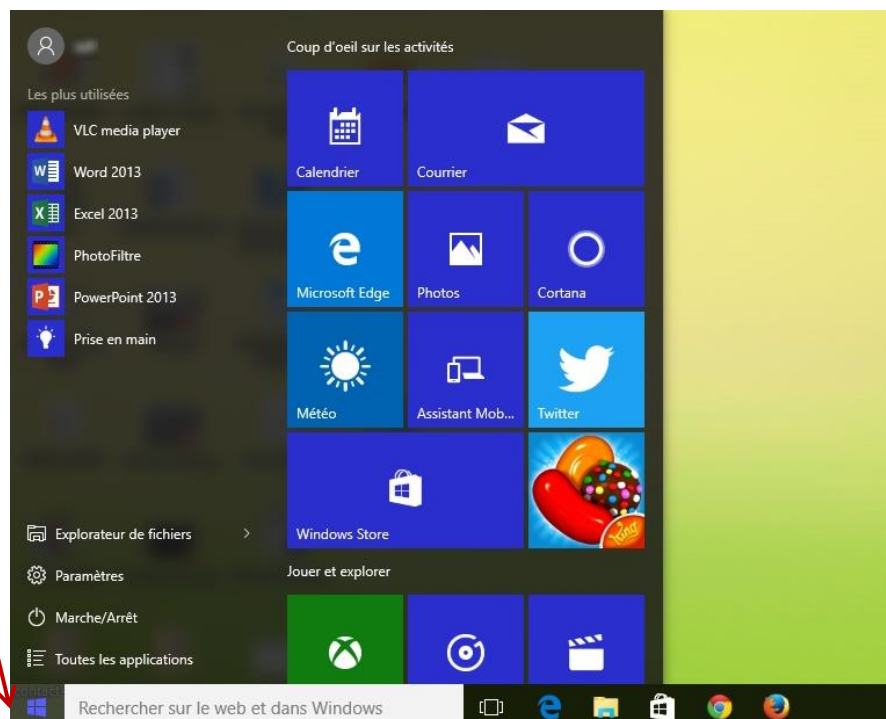 Les plus utilisées
VLC media player
Word 2013
Excel 2013
PhotoFiltre
PowerPoint 2013
Prise en main
Explorateur de fichiers
Paramètres
Marche/Arrêt
Toutes les applications
Coup d'oeil sur les activités
Calendrier
Courrier
Microsoft Edge
Photos
Cortana
Météo
Assistant Mob...
Twitter
Windows Store
King
Jouer et explorer
contact
Rechercher sur le web et dans Windows